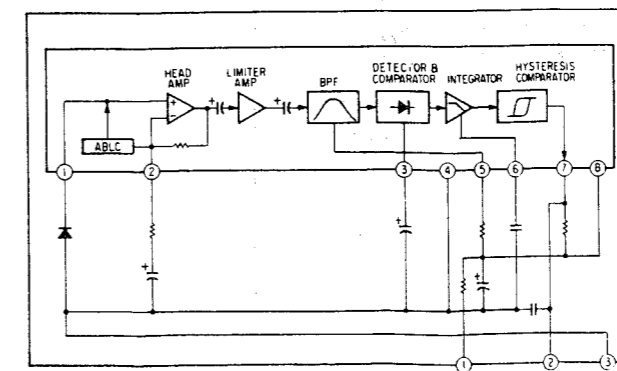 HEAD
AMP
LIMITER
AMP
BPF
DETECTOR &
COMPARATOR
INTEGRATOR
HYSTERESIS
COMPARATOR
+
−
+
+
ABLC
1
2
3
4
5
6
7
8
+
+
+
1
2
3